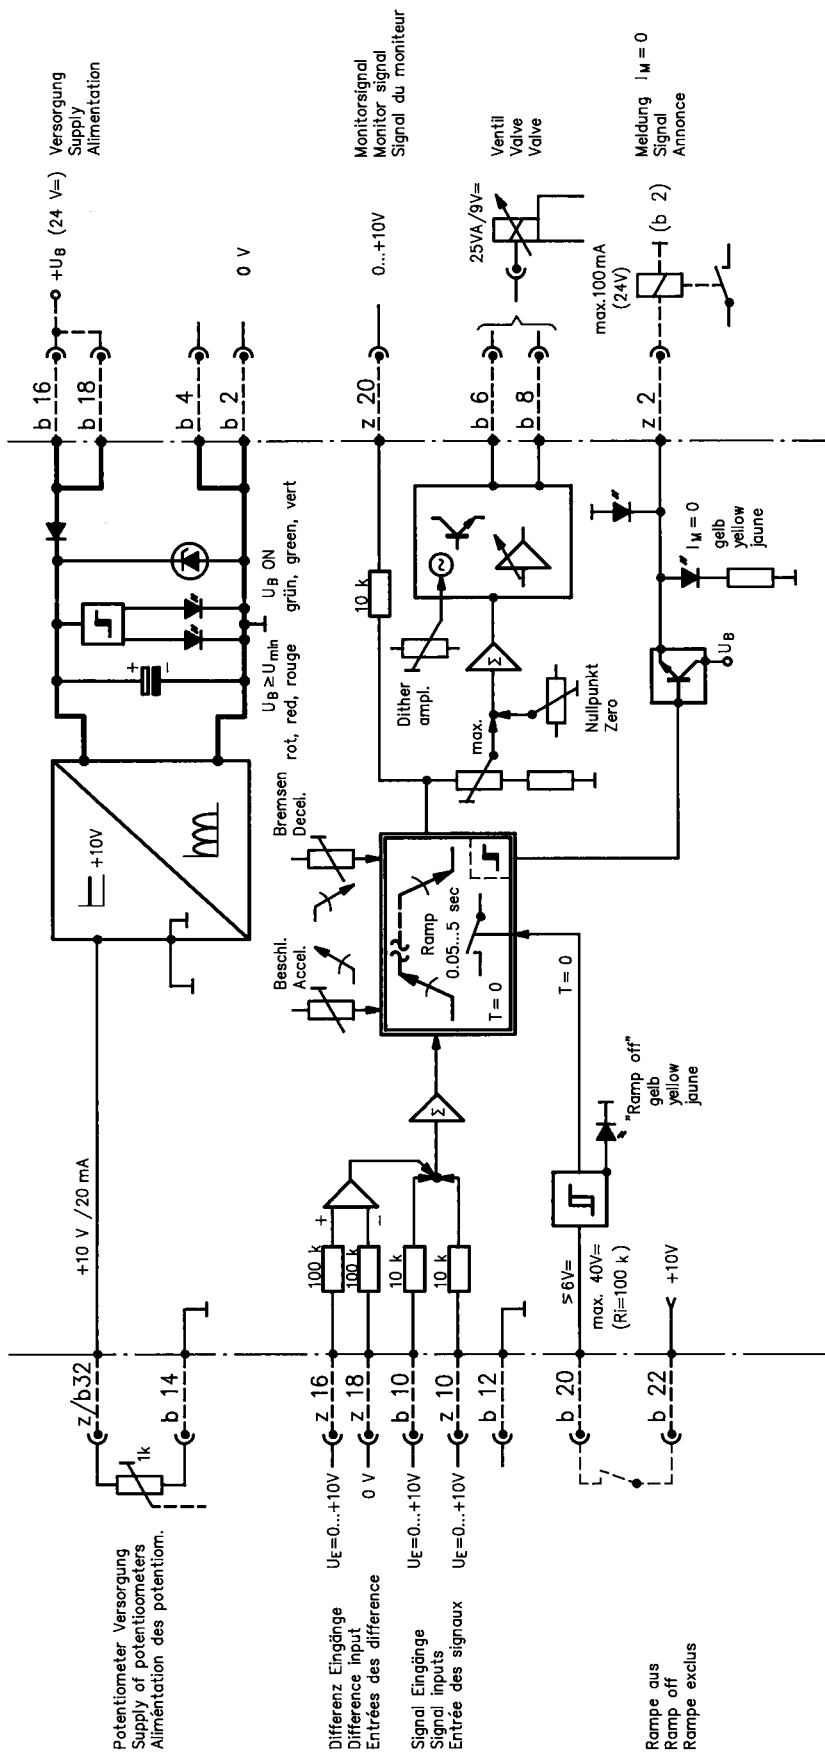 Potentiometer Versorgung
Supply of potentioometers
Aliméntation des potentiom.
1k
z/b32
b 14
+10 V /20 mA
+10V
+
–
UB ≥ Umin
rot, red, rouge
UB ON
grün, green, vert
b 16
b 18
b 4
b 2
+UB (24 V=)
0 V
Versorgung
Supply
Alimentation
Differenz Eingänge
Difference input
Entrées des difference
UE=0...+10V
0 V
z 16
z 18
100 k
100 k
+
–
Signal Eingänge
Signal inputs
Entrée des signaux
UE=0...+10V
UE=0...+10V
b 10
z 10
b 12
10 k
10 k
Σ
Beschl.
Accel.
Bremsen
Decel.
Ramp
0.05...5 sec
T=0
T=0
10 k
z 20
0...+10V
Monitorsignal
Monitor signal
Signal du moniteur
Dither
ampl.
max.
Σ
Nullpunkt
Zero
b 6
b 8
25VA/9V=
Ventil
Valve
Valve
Rampe aus
Ramp off
Rampe exclus
b 20
b 22
≥6V=
max. 40V=
(Ri=100 k)
+10V
"Ramp off"
gelb
yellow
jaune
UB
IM=0
gelb
yellow
jaune
z 2
max.100mA
(24V)
(b 2)
Meldung IM=0
Signal
Annonce